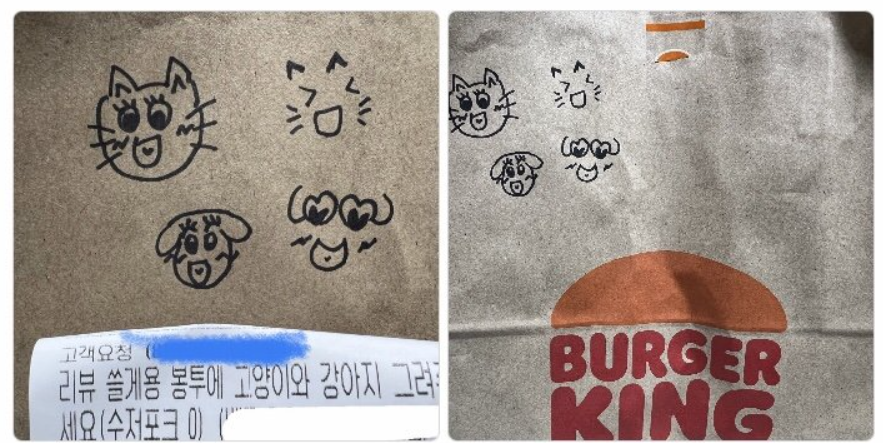 고객요청 (
리뷰 쓸게용 봉투에 고양이와 강아지 그려주
세요(수저포크 O) (
BURGER
KING